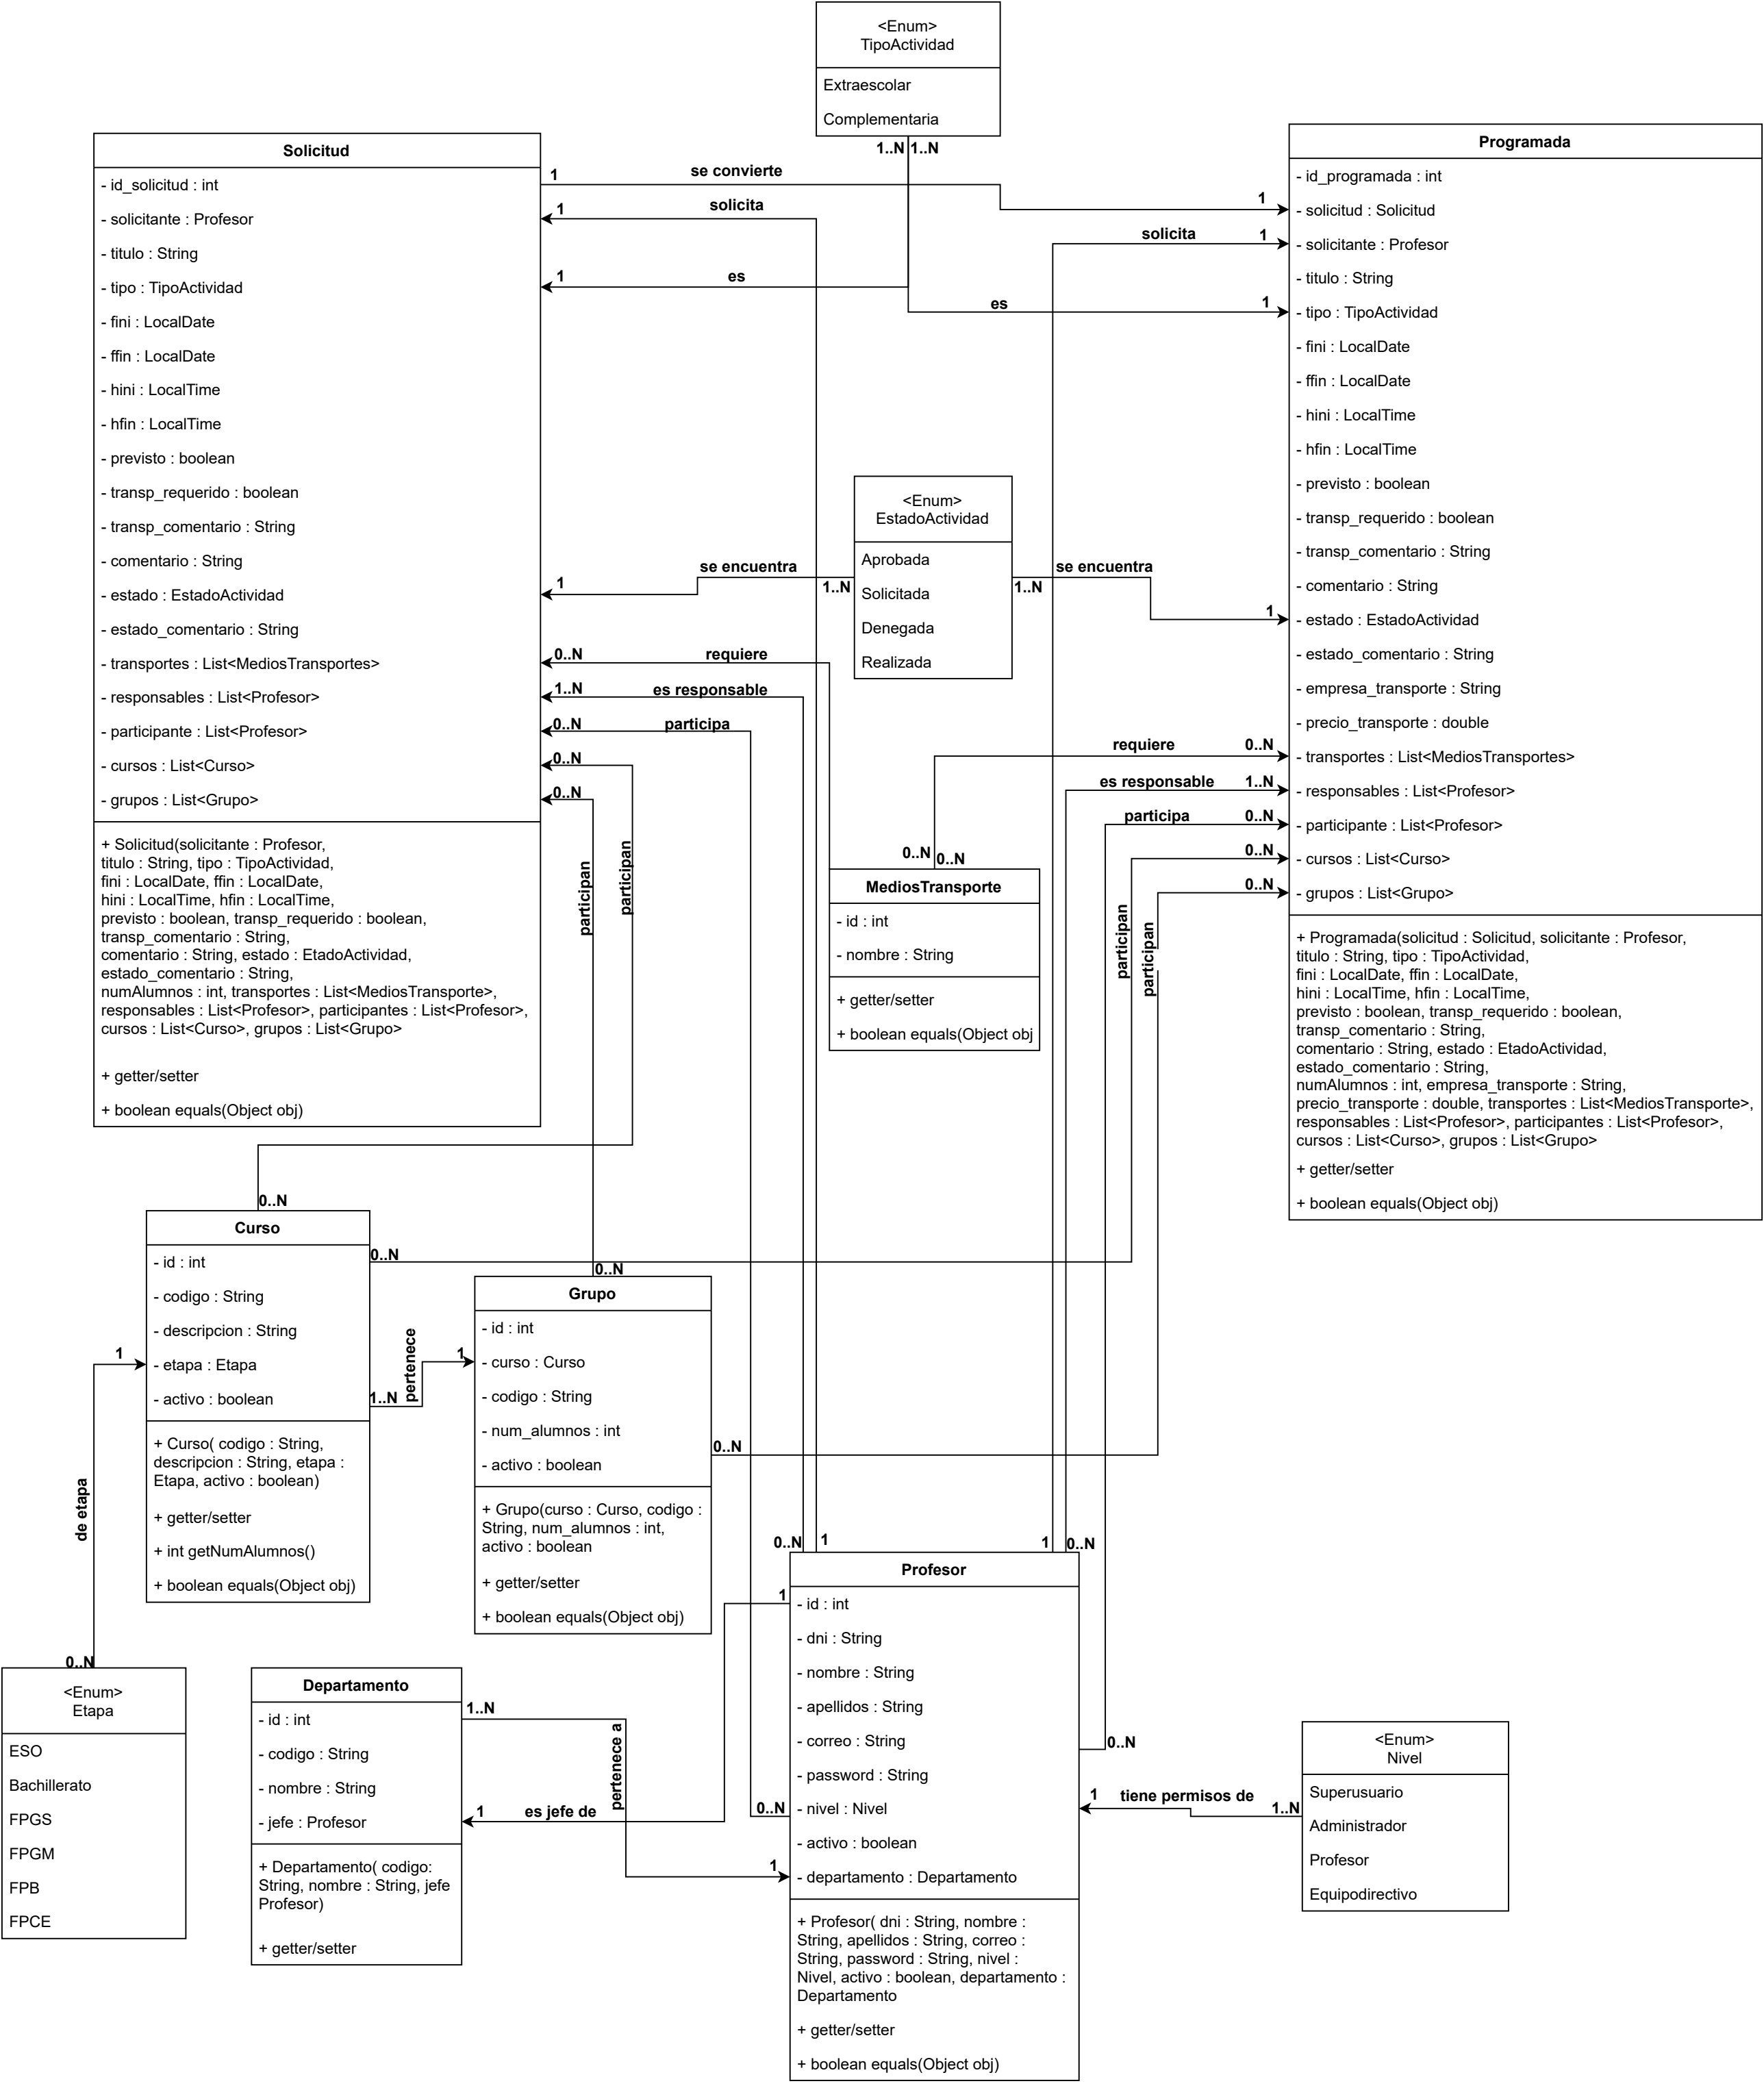 <Enum>
TipoActividad
Extraescolar
Complementaria
1..N
1..N
Solicitud
- id_solicitud : int
- solicitante : Profesor
- titulo : String
- tipo : TipoActividad
- fini : LocalDate
- ffin : LocalDate
- hini : LocalTime
- hfin : LocalTime
- previsto : boolean
- transp_requerido : boolean
- transp_comentario : String
- comentario : String
- estado : EstadoActividad
- estado_comentario : String
- transportes : List<MediosTransportes>
- responsables : List<Profesor>
- participante : List<Profesor>
- cursos : List<Curso>
- grupos : List<Grupo>
+ Solicitud(solicitante : Profesor,
titulo : String, tipo : TipoActividad,
fini : LocalDate, ffin : LocalDate,
hini : LocalTime, hfin : LocalTime,
previsto : boolean, transp_requerido : boolean,
transp_comentario : String,
comentario : String, estado : EtadoActividad,
estado_comentario : String,
numAlumnos : int, transportes : List<MediosTransporte>,
responsables : List<Profesor>, participantes : List<Profesor>,
cursos : List<Curso>, grupos : List<Grupo>
+ getter/setter
+ boolean equals(Object obj)
1
se convierte
1
1
solicita
solicita
1
1
es
es
1
<Enum>
EstadoActividad
Aprobada
Solicitada
Denegada
Realizada
1
se encuentra
1..N
se encuentra
1..N
1
0..N
requiere
1..N
es responsable
0..N
participa
0..N
0..N
participan
participan
requiere
0..N
es responsable
1..N
participa
0..N
0..N
0..N
participan
participan
0..N
0..N
MediosTransporte
- id : int
- nombre : String
+ getter/setter
+ boolean equals(Object obj
Programada
- id_programada : int
- solicitud : Solicitud
- solicitante : Profesor
- titulo : String
- tipo : TipoActividad
- fini : LocalDate
- ffin : LocalDate
- hini : LocalTime
- hfin : LocalTime
- previsto : boolean
- transp_requerido : boolean
- transp_comentario : String
- comentario : String
- estado : EstadoActividad
- estado_comentario : String
- empresa_transporte : String
- precio_transporte : double
- transportes : List<MediosTransportes>
- responsables : List<Profesor>
- participante : List<Profesor>
- cursos : List<Curso>
- grupos : List<Grupo>
+ Programada(solicitud : Solicitud, solicitante : Profesor,
titulo : String, tipo : TipoActividad,
fini : LocalDate, ffin : LocalDate,
hini : LocalTime, hfin : LocalTime,
previsto : boolean, transp_requerido : boolean,
transp_comentario : String,
comentario : String, estado : EtadoActividad,
estado_comentario : String,
numAlumnos : int, empresa_transporte : String,
precio_transporte : double, transportes : List<MediosTransporte>,
responsables : List<Profesor>, participantes : List<Profesor>,
cursos : List<Curso>, grupos : List<Grupo>
+ getter/setter
+ boolean equals(Object obj)
0..N
Curso
- id : int
- codigo : String
- descripcion : String
- etapa : Etapa
- activo : boolean
+ Curso( codigo : String,
descripcion : String, etapa :
Etapa, activo : boolean)
+ getter/setter
+ int getNumAlumnos()
+ boolean equals(Object obj)
0..N
1..N
pertenece
1
1
de etapa
0..N
0..N
Grupo
- id : int
- curso : Curso
- codigo : String
- num_alumnos : int
- activo : boolean
+ Grupo(curso : Curso, codigo :
String, num_alumnos : int,
activo : boolean
+ getter/setter
+ boolean equals(Object obj)
0..N
<Enum>
Etapa
ESO
Bachillerato
FPGS
FPGM
FPB
FPCE
Departamento
- id : int
- codigo : String
- nombre : String
- jefe : Profesor
+ Departamento( codigo:
String, nombre : String, jefe
Profesor)
+ getter/setter
1..N
pertenece a
1
1
es jefe de
1
0..N
0..N
1
1
0..N
Profesor
- id : int
- dni : String
- nombre : String
- apellidos : String
- correo : String
- password : String
- nivel : Nivel
- activo : boolean
- departamento : Departamento
+ Profesor( dni : String, nombre :
String, apellidos : String, correo :
String, password : String, nivel :
Nivel, activo : boolean, departamento :
Departamento
+ getter/setter
+ boolean equals(Object obj)
0..N
1
tiene permisos de
1..N
<Enum>
Nivel
Superusuario
Administrador
Profesor
Equipodirectivo